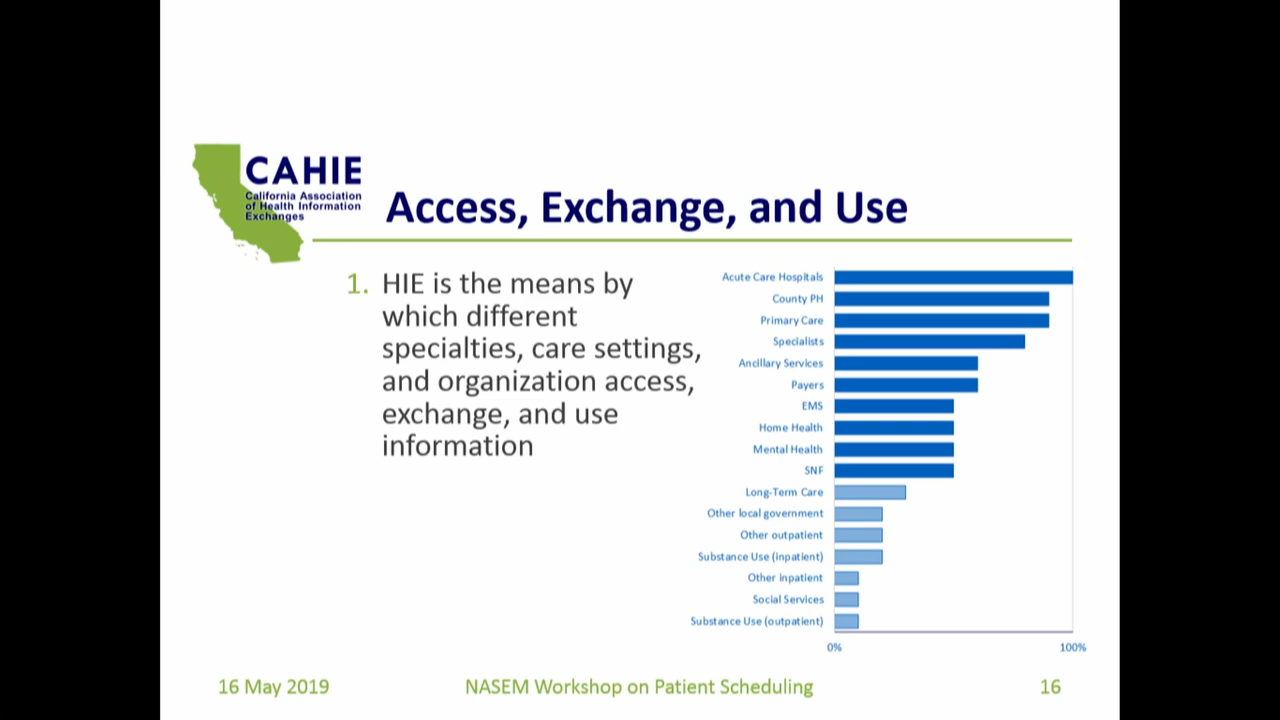 CAHIE
California Association
of Health Information
Exchanges
Access, Exchange, and Use
1. HIE is the means by
which different
specialties, care settings,
and organization access,
exchange, and use
information
Acute Care Hospitals
County PH
Primary Care
Specialists
Ancillary Services
Payers
EMS
Home Health
Mental Health
SNF
Long-Term Care
Other local government
Other outpatient
Substance Use (inpatient)
Other inpatient
Social Services
Substance Use (outpatient)
0% 100%
16 May 2019 NASEM Workshop on Patient Scheduling 16